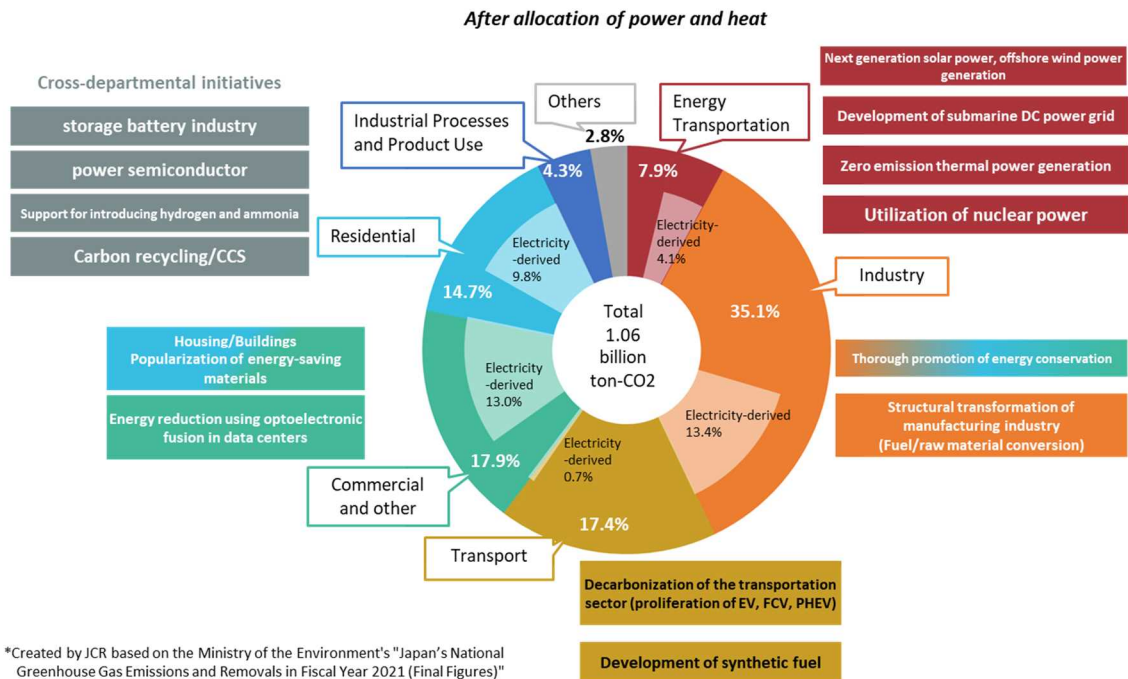 After allocation of power and heat
Cross-departmental initiatives
storage battery industry
power semiconductor
Support for introducing hydrogen and ammonia
Carbon recycling/CCS
Industrial Processes
and Product Use
4.3%
Others
2.8%
Energy
Transportation
7.9%
Electricity-
derived
4.1%
Next generation solar power, offshore wind power
generation
Development of submarine DC power grid
Zero emission thermal power generation
Utilization of nuclear power
Residential
14.7%
Electricity
-derived
9.8%
Industry
35.1%
Electricity-derived
13.4%
Total
1.06
billion
ton-CO2
Housing/Buildings
Popularization of energy-saving
materials
Energy reduction using optoelectronic
fusion in data centers
Electricity
-derived
13.0%
17.9%
Commercial
and other
Thorough promotion of energy conservation
Structural transformation of
manufacturing industry
(Fuel/raw material conversion)
Electricity
-derived
0.7%
17.4%
Transport
Decarbonization of the transportation
sector (proliferation of EV, FCV, PHEV)
Development of synthetic fuel
*Created by JCR based on the Ministry of the Environment's "Japan's National
Greenhouse Gas Emissions and Removals in Fiscal Year 2021 (Final Figures)"